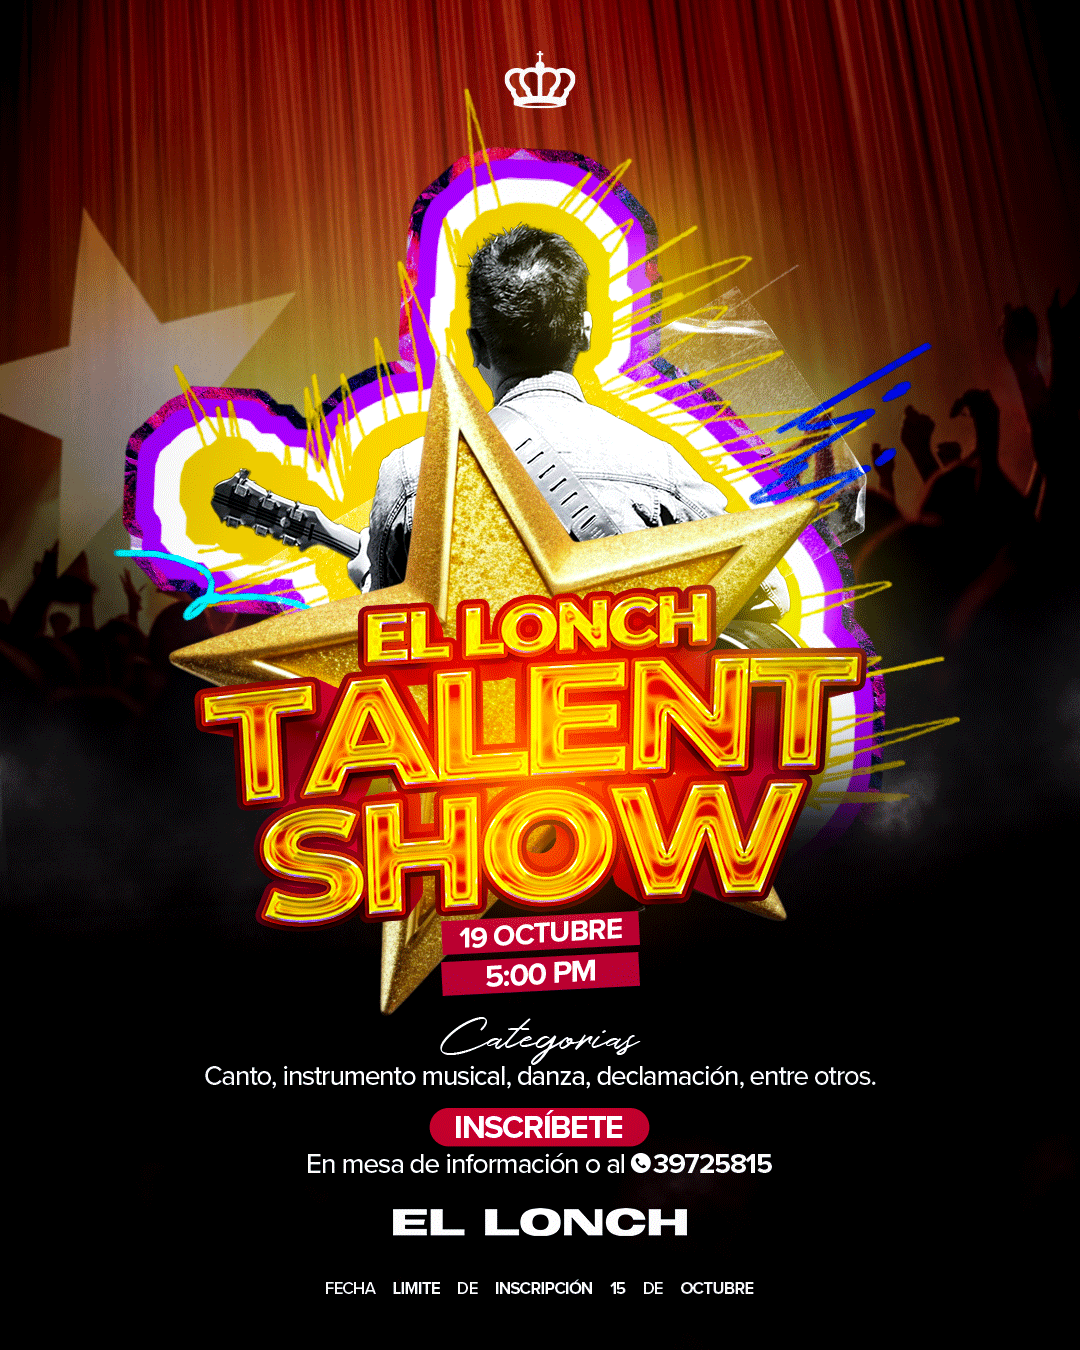 EL LONCH
TALENT
SHOW
19 OCTUBRE
5:00 PM
Categorias
Canto, instrumento musical, danza, declamación, entre otros.
INSCRÍBETE
En mesa de información o al 39725815
EL LONCH
FECHA LIMITE DE INSCRIPCIÓN 15 DE OCTUBRE